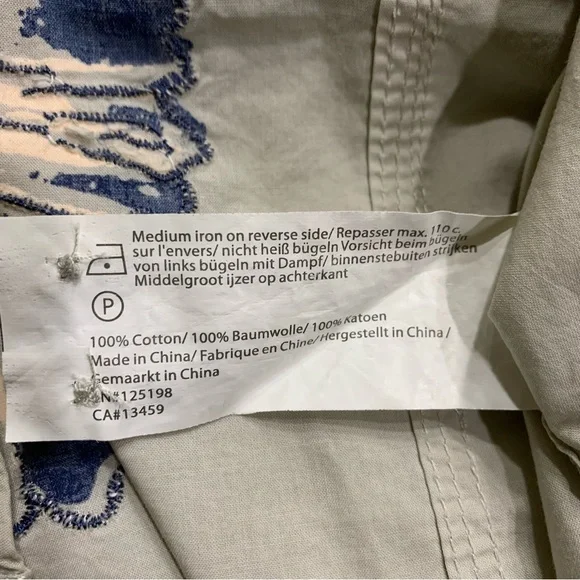 Medium iron on reverse side/ Repasser max. 110 c.
sur l'envers/ nicht heiß bügeln Vorsicht beim bügeln
von links bügeln mit Dampf/ binnenstebuiten strijken
Middelgroot ijzer op achterkant
P
100% Cotton/ 100% Baumwolle/ 100% Katoen
Made in China/ Fabrique en Chine/ Hergestellt in China/
Gemaarkt in China
RN#125198
CA#13459